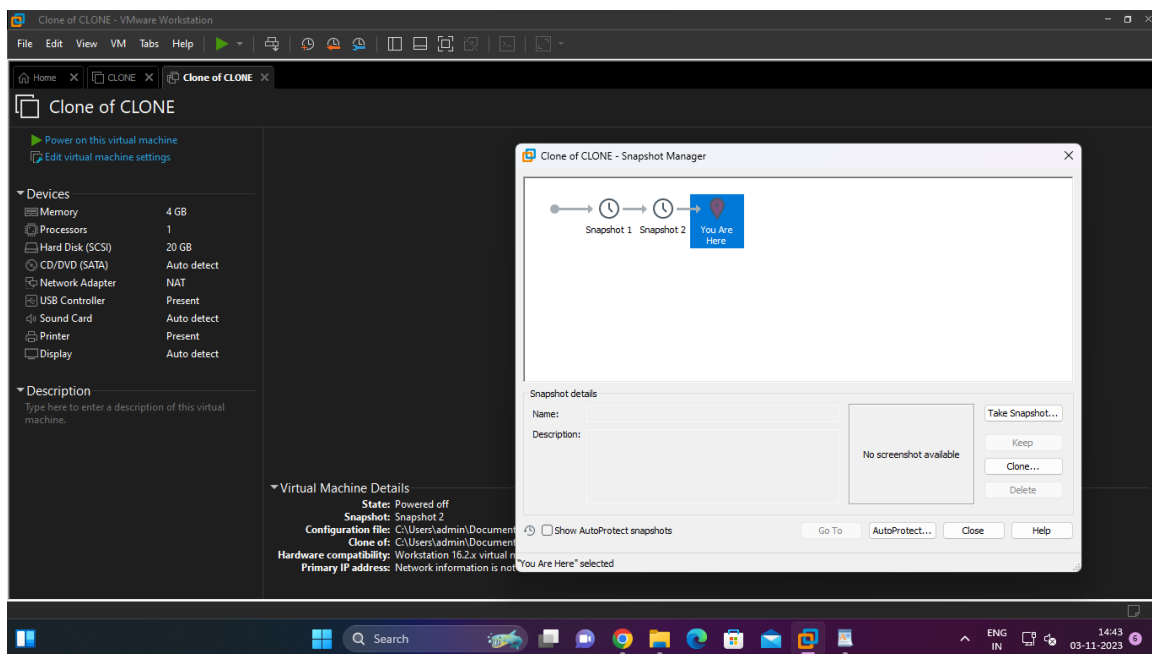 Clone of CLONE - VMware Workstation
File Edit View VM Tabs Help
Home CLONE Clone of CLONE
Clone of CLONE
Power on this virtual machine
Edit virtual machine settings
Devices
Memory 4 GB
Processors 1
Hard Disk (SCSI) 20 GB
CD/DVD (SATA) Auto detect
Network Adapter NAT
USB Controller Present
Sound Card Auto detect
Printer Present
Display Auto detect
Description
Type here to enter a description of this virtual
machine.
Virtual Machine Details
State: Powered off
Snapshot: Snapshot 2
Configuration file: C:\Users\admin\Document
Clone of: C:\Users\admin\Document
Hardware compatibility: Workstation 16.2.x virtual
Primary IP address: Network information is not
Clone of CLONE - Snapshot Manager
Snapshot 1 Snapshot 2 You Are
Here
Snapshot details
Name:
Description:
No screenshot available
Take Snapshot...
Keep
Clone...
Delete
Show AutoProtect snapshots Go To AutoProtect... Close Help
"You Are Here" selected
Search
ENG
IN
14:43
03-11-2023
6